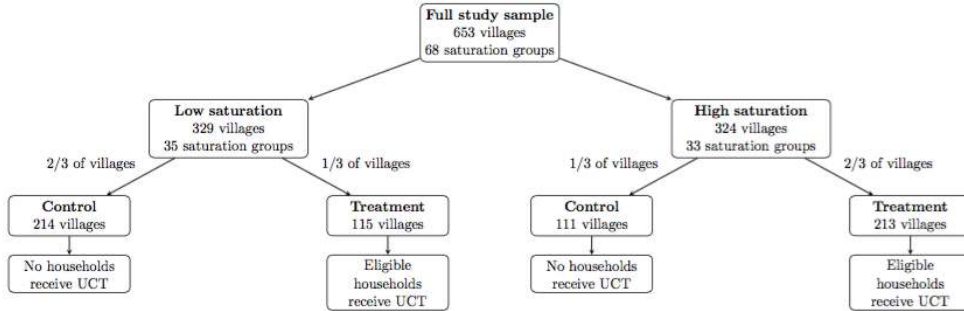 Full study sample
653 villages
68 saturation groups
Low saturation
329 villages
35 saturation groups
High saturation
324 villages
33 saturation groups
2/3 of villages
1/3 of villages
1/3 of villages
2/3 of villages
Control
214 villages
Treatment
115 villages
Control
111 villages
Treatment
213 villages
No households
receive UCT
Eligible
households
receive UCT
No households
receive UCT
Eligible
households
receive UCT